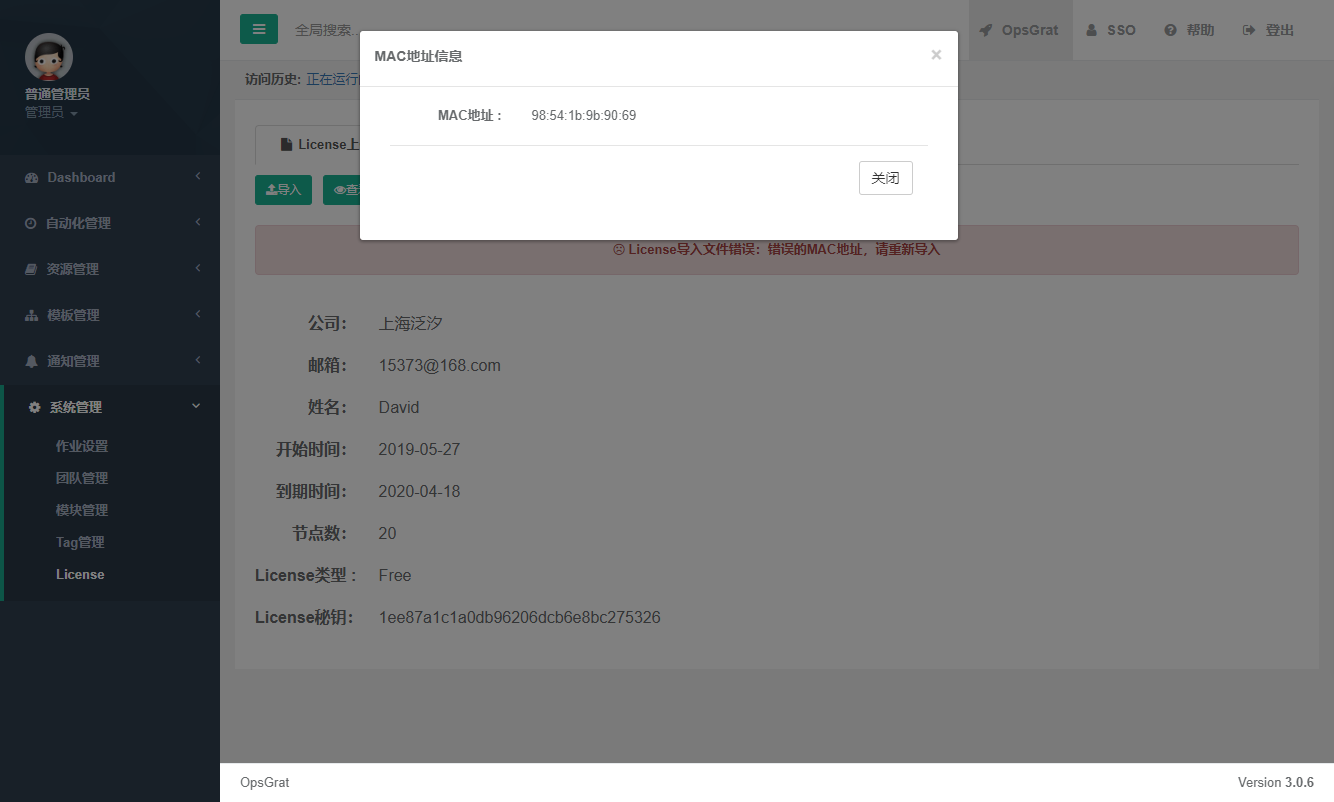 普通管理员
管理员
Dashboard
自动化管理
资源管理
模板管理
通知管理
系统管理
作业设置
团队管理
模块管理
Tag管理
License
全局搜索...
OpsGrat
SSO
帮助
登出
访问历史: 正在运行
MAC地址信息
×
MAC地址 : 98:54:1b:9b:90:69
关闭
License上
导入
查
License导入文件错误：错误的MAC地址，请重新导入
公司： 上海泛汐
邮箱： 15373@168.com
姓名： David
开始时间： 2019-05-27
到期时间： 2020-04-18
节点数： 20
License类型 : Free
License秘钥： 1ee87a1c1a0db96206dcb6e8bc275326
OpsGrat
Version 3.0.6